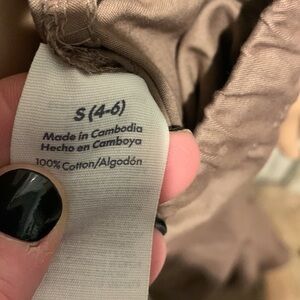 S (4-6)
Made in Cambodia
Hecho en Camboya
100% Cotton/Algodón